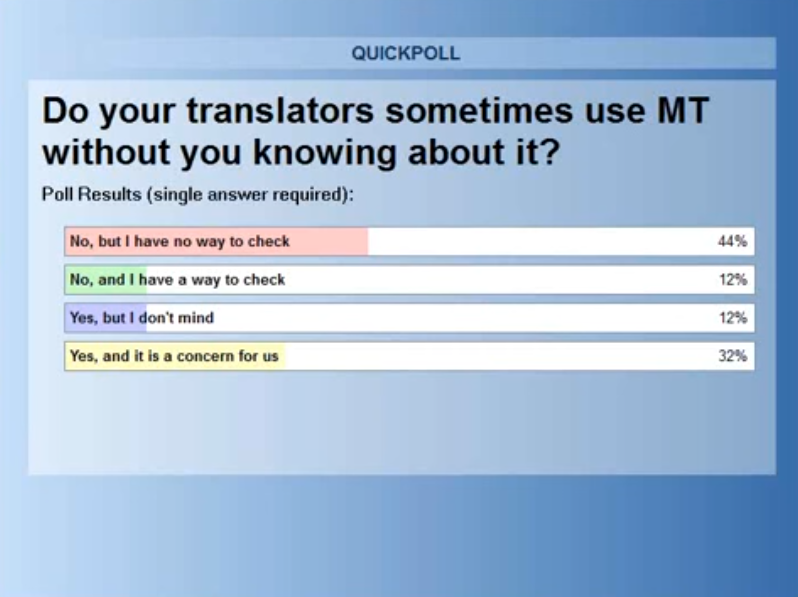 QUICKPOLL
Do your translators sometimes use MT
without you knowing about it?
Poll Results (single answer required):
No, but I have no way to check 44%
No, and I have a way to check 12%
Yes, but I don't mind 12%
Yes, and it is a concern for us 32%